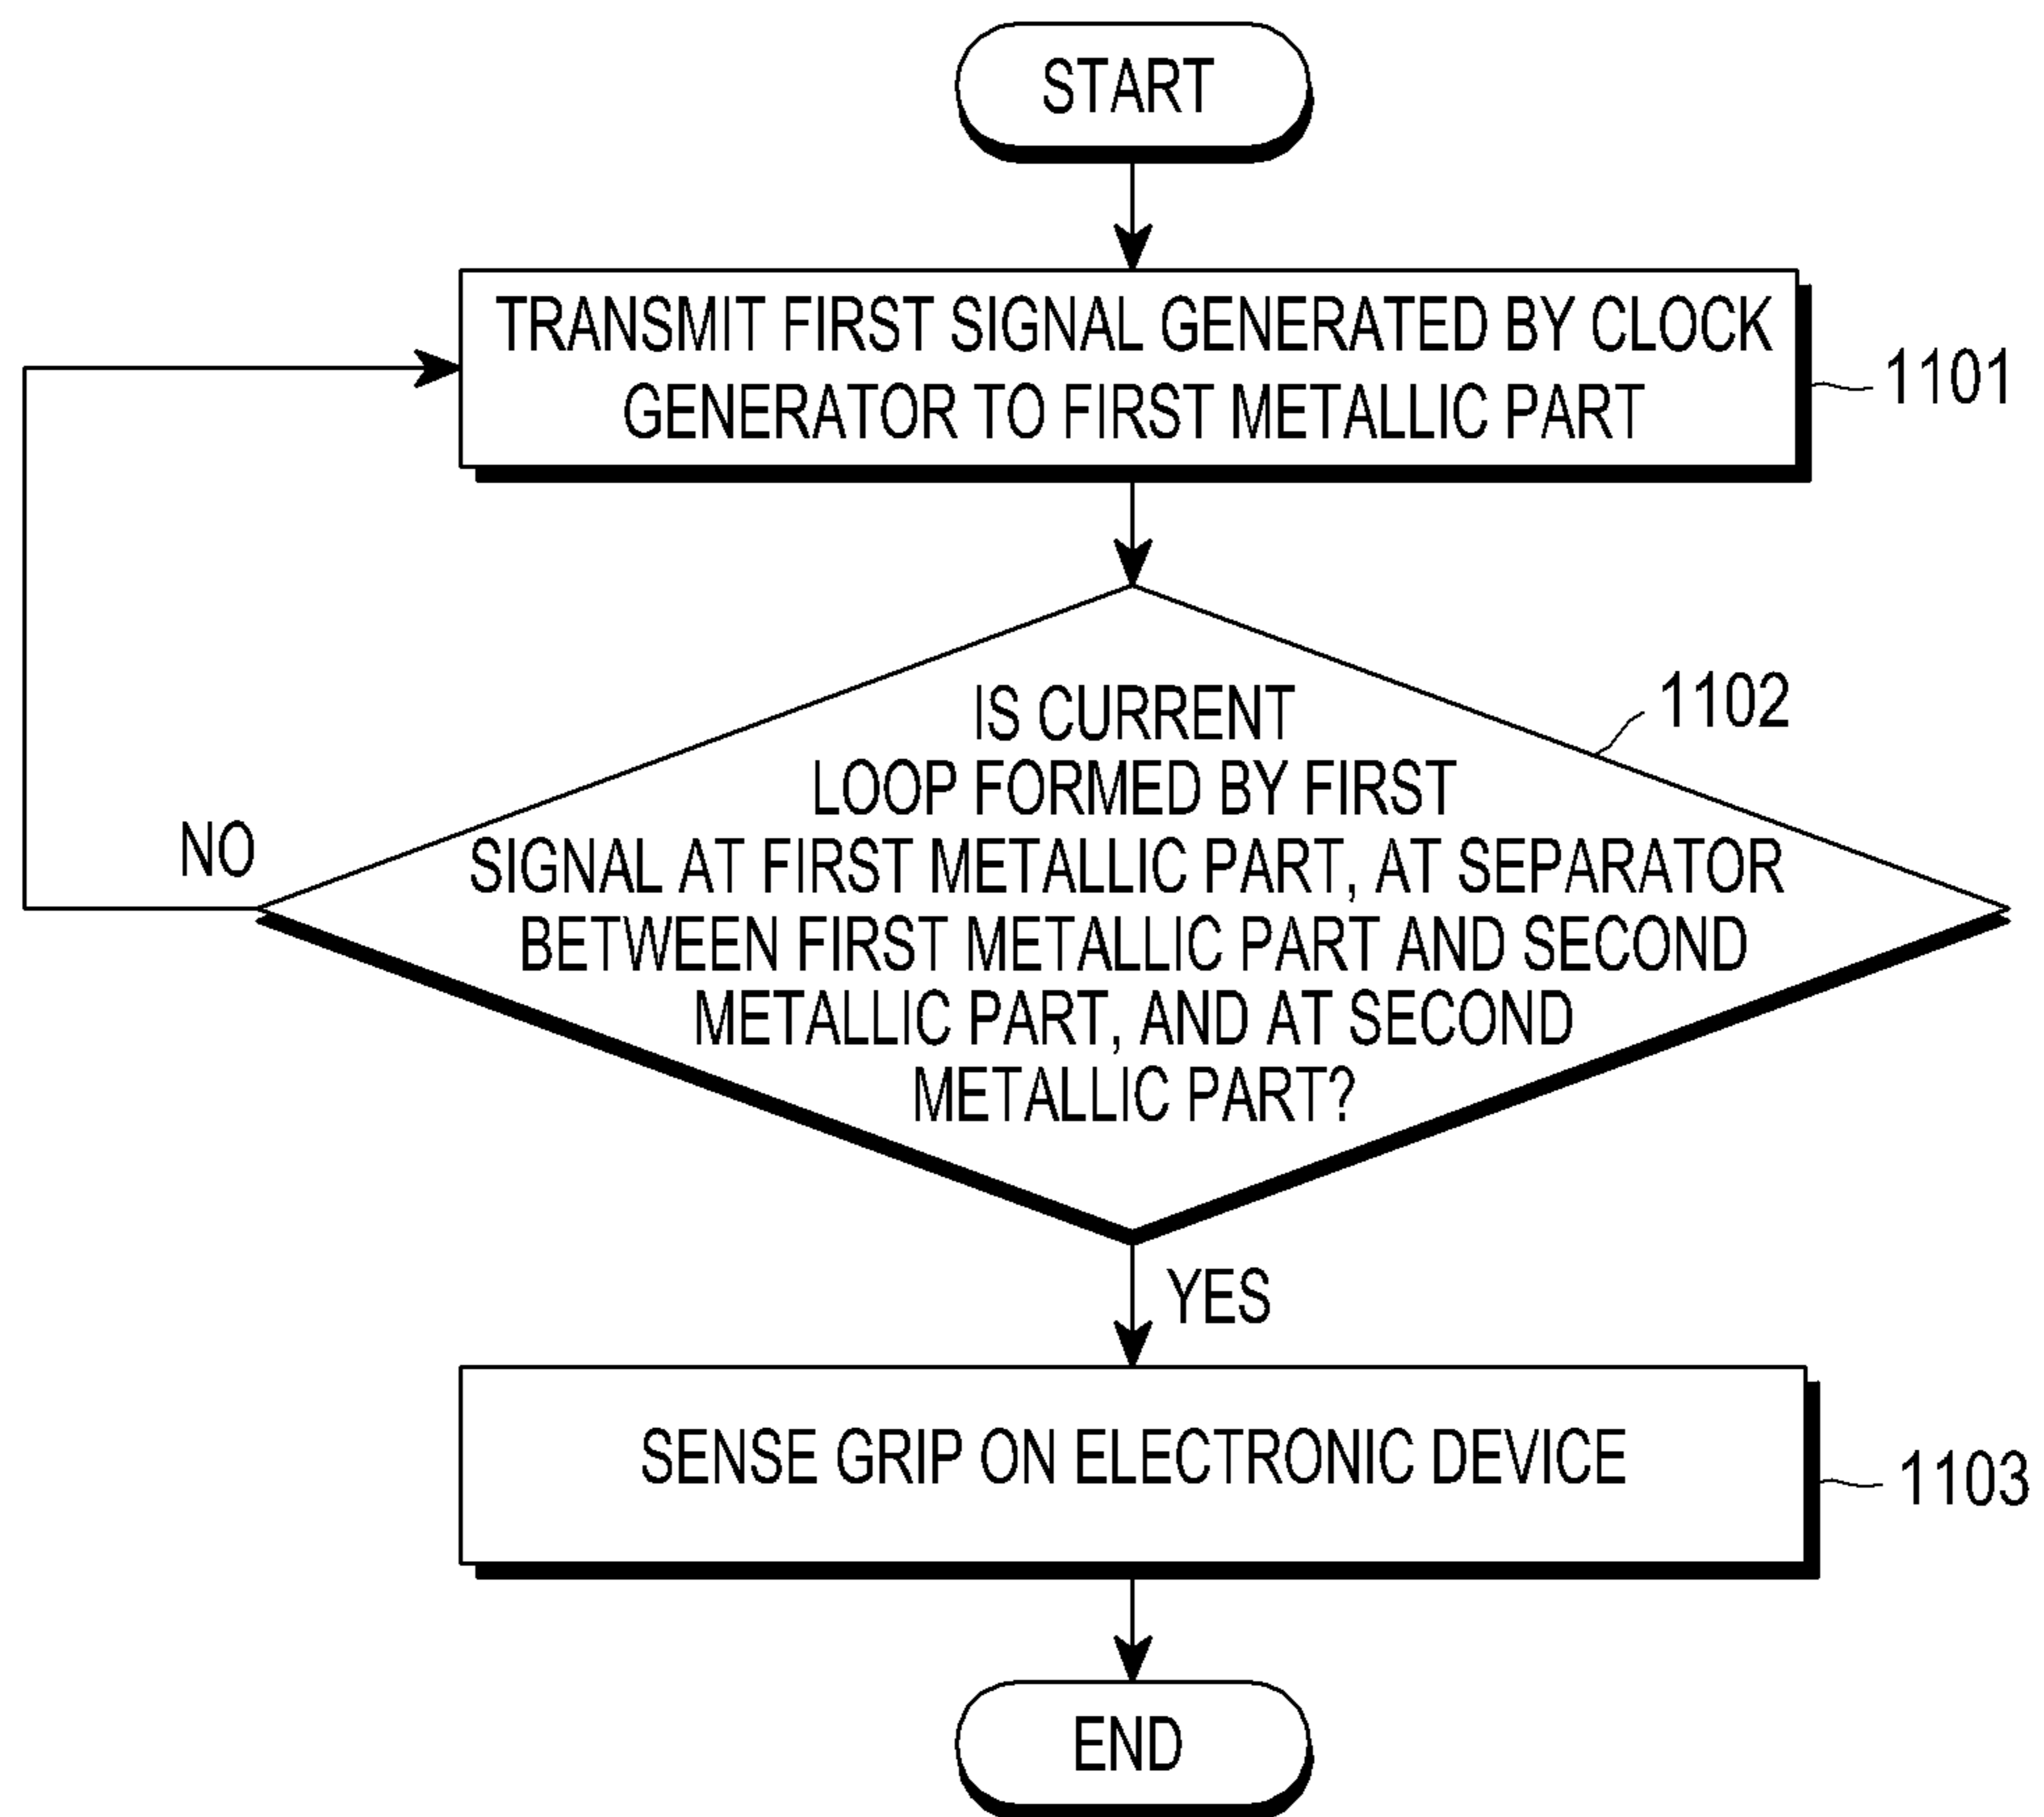 START
TRANSMIT FIRST SIGNAL GENERATED BY CLOCK
GENERATOR TO FIRST METALLIC PART
1101
IS CURRENT
LOOP FORMED BY FIRST
SIGNAL AT FIRST METALLIC PART, AT SEPARATOR
BETWEEN FIRST METALLIC PART AND SECOND
METALLIC PART, AND AT SECOND
METALLIC PART?
1102
NO
YES
SENSE GRIP ON ELECTRONIC DEVICE
1103
END